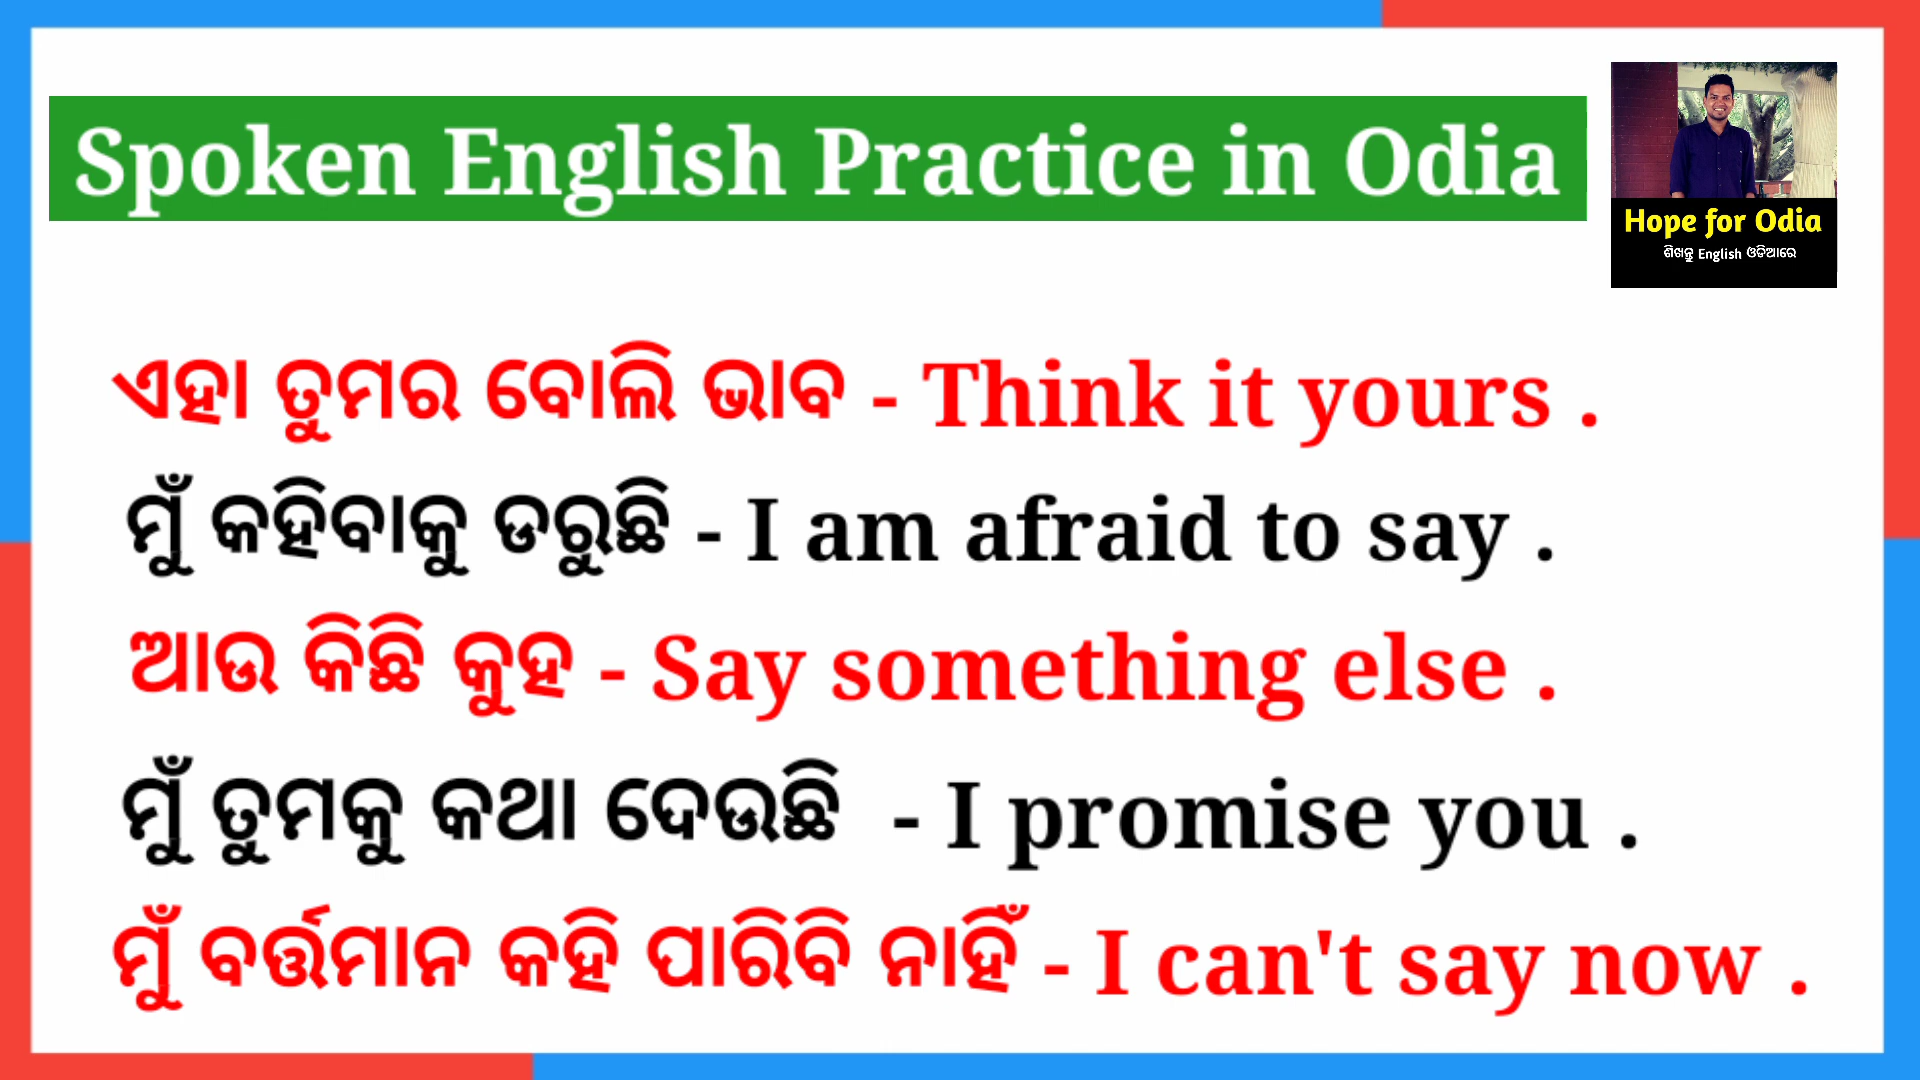 Spoken English Practice in Odia
Hope for Odia
ଶିଖନ୍ତୁ English ଓଡିଆରେ
ଏହା ତୁମର ବୋଲି ଭାବ - Think it yours .
ମୁଁ କହିବାକୁ ଡରୁଛି - I am afraid to say .
ଆଉ କିଛି କୁହ - Say something else .
ମୁଁ ତୁମକୁ କଥା ଦେଉଛି - I promise you .
ମୁଁ ବର୍ତ୍ତମାନ କହି ପାରିବି ନାହିଁ - I can't say now .